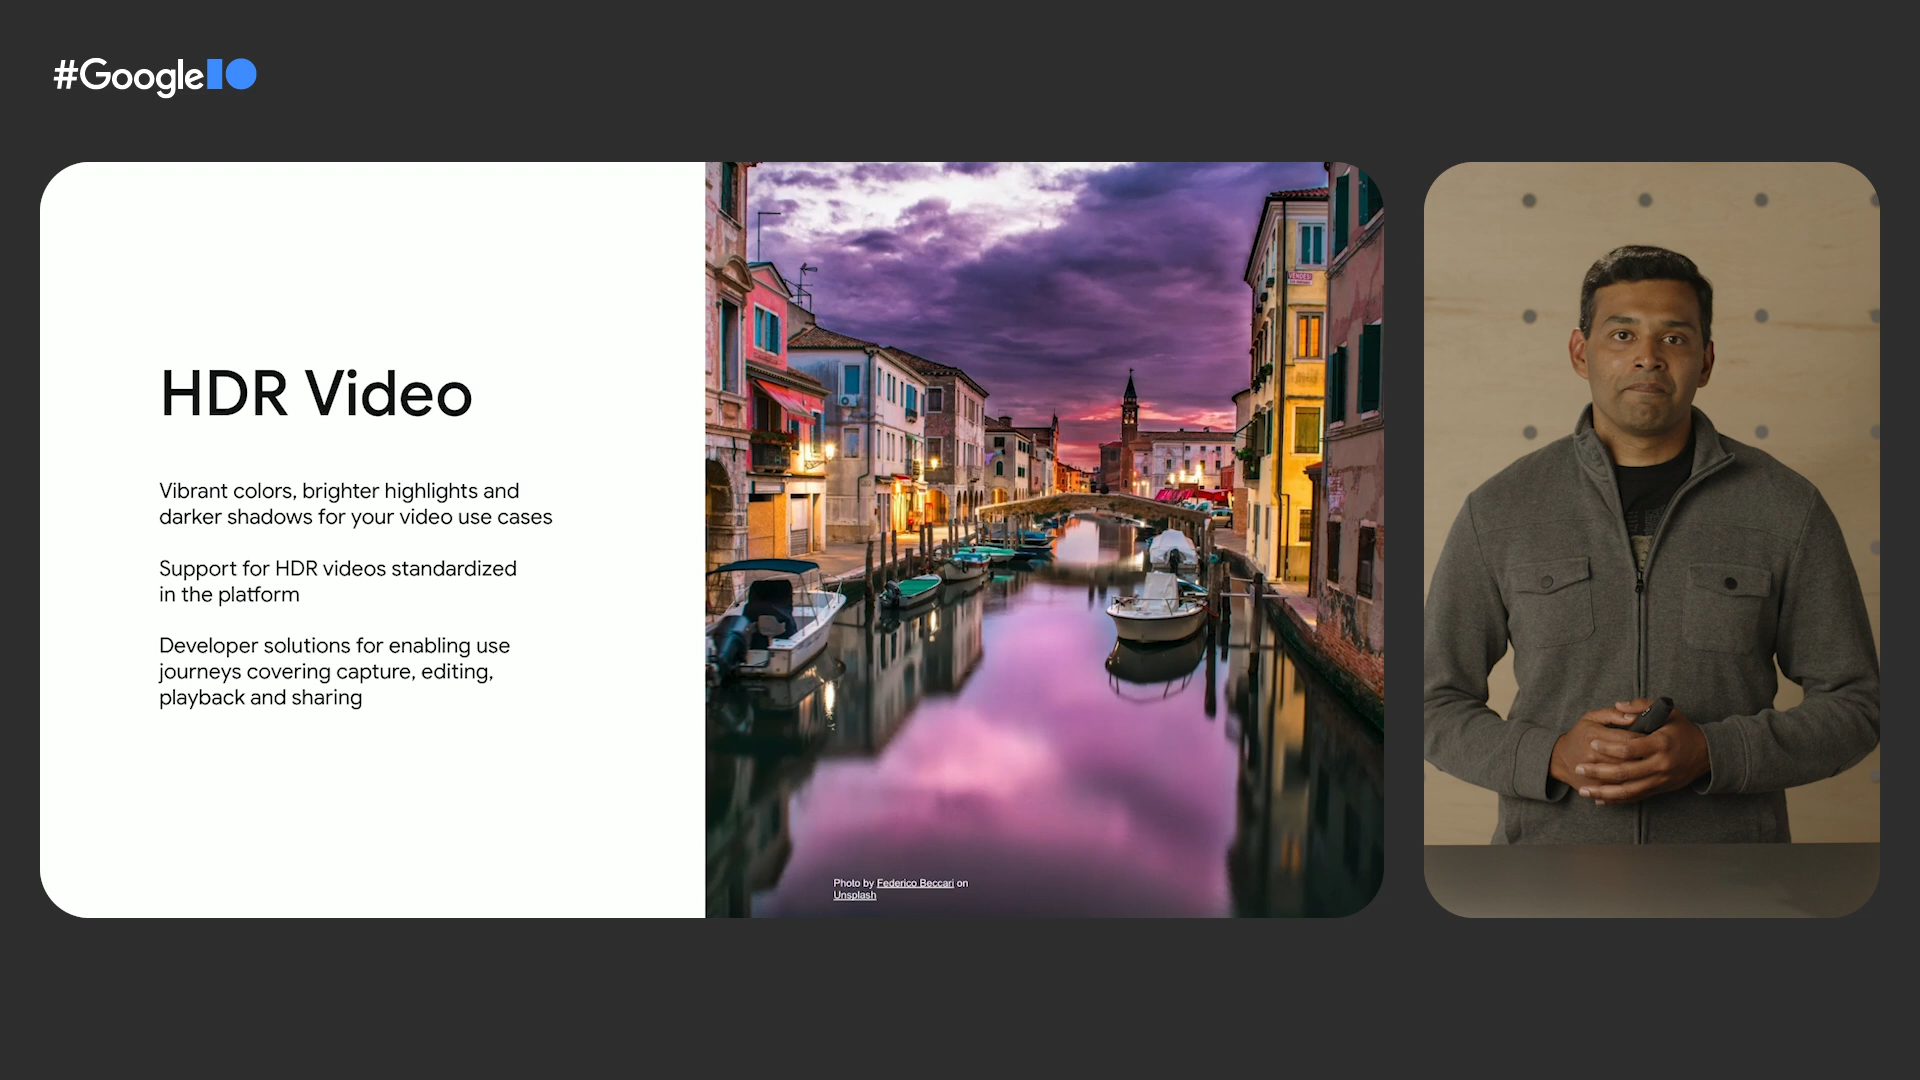 #GoogleIO
HDR Video
Vibrant colors, brighter highlights and
darker shadows for your video use cases
Support for HDR videos standardized
in the platform
Developer solutions for enabling use
journeys covering capture, editing,
playback and sharing
VENDESI
Photo by Federico Beccari on
Unsplash